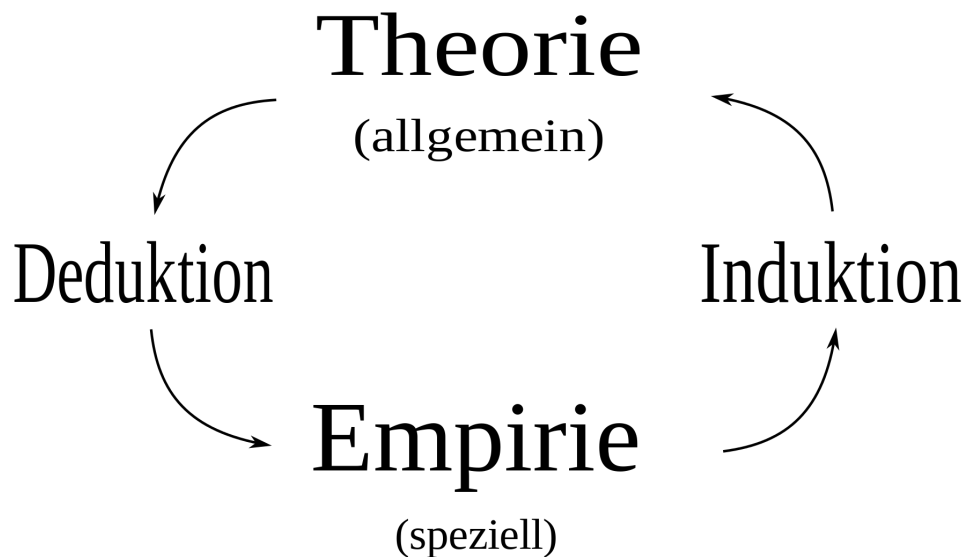 Theorie
(allgemein)
Deduktion
Induktion
Empirie
(speziell)